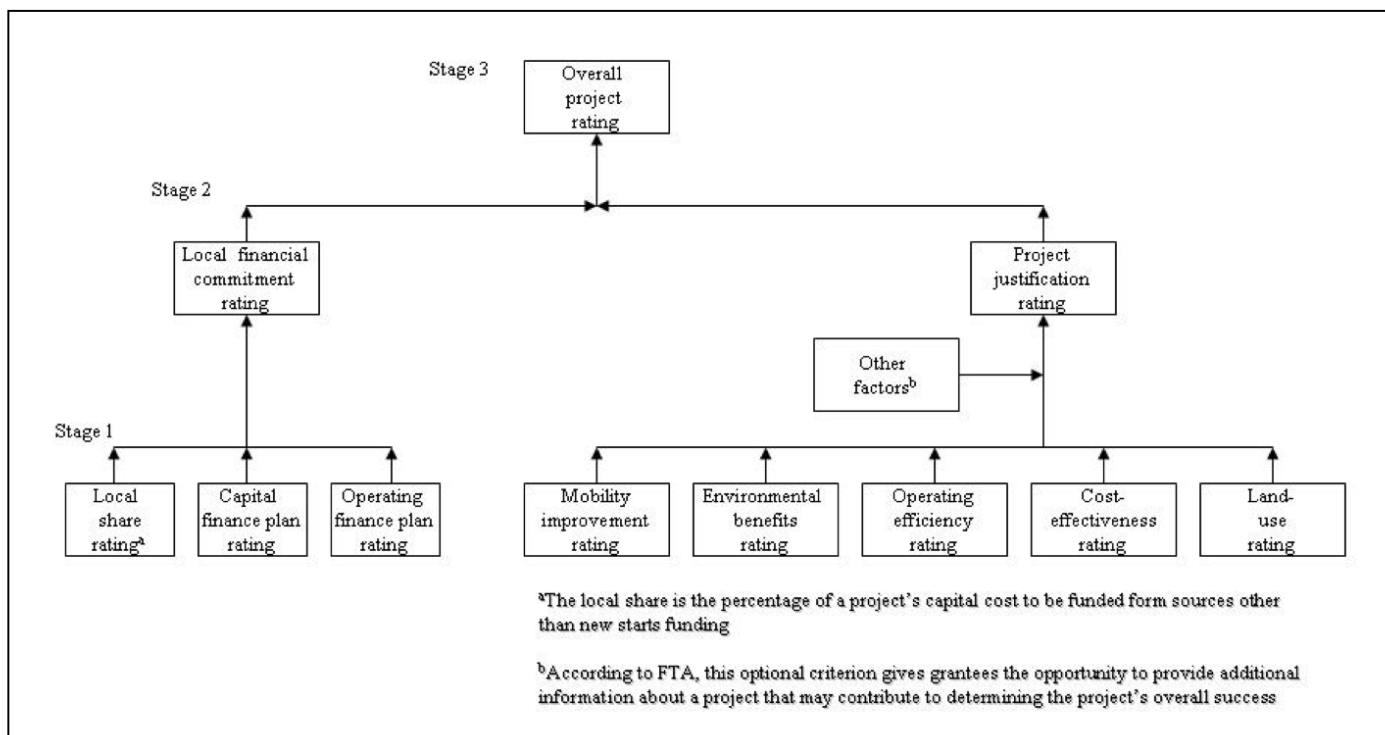 Stage 3
Overall
project
rating
Stage 2
Local financial
commitment
rating
Project
justification
rating
Other
factorsᵇ
Stage 1
Local
share
ratingᵃ
Capital
finance plan
rating
Operating
finance plan
rating
Mobility
improvement
rating
Environmental
benefits
rating
Operating
efficiency
rating
Cost-
effectiveness
rating
Land-
use
rating
ᵃThe local share is the percentage of a project's capital cost to be funded form sources other
than new starts funding
ᵇAccording to FTA, this optional criterion gives grantees the opportunity to provide additional
information about a project that may contribute to determining the project's overall success